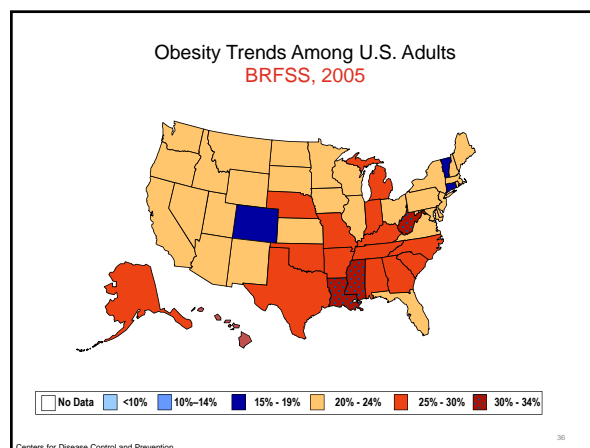 Obesity Trends Among U.S. Adults
BRFSS, 2005
No Data <10% 10%–14% 15% - 19% 20% - 24% 25% - 30% 30% - 34%
Centers for Disease Control and Prevention
36